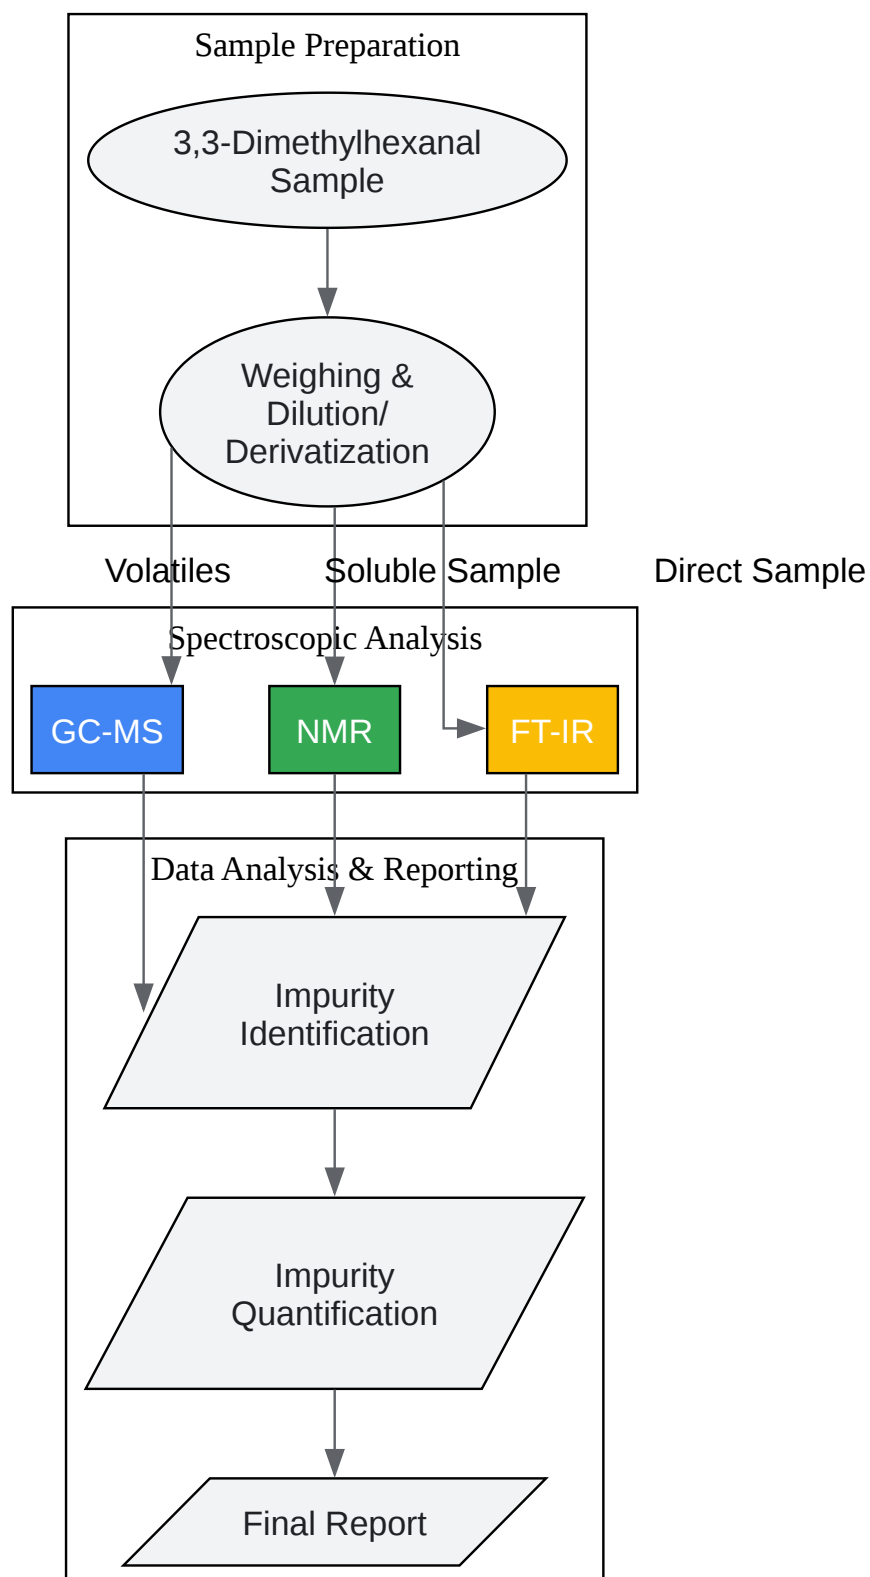 Sample Preparation
3,3-Dimethylhexanal
Sample
Weighing &
Dilution/
Derivatization
Volatiles
Soluble Sample
Direct Sample
Spectroscopic Analysis
GC-MS
NMR
FT-IR
Data Analysis & Reporting
Impurity
Identification
Impurity
Quantification
Final Report